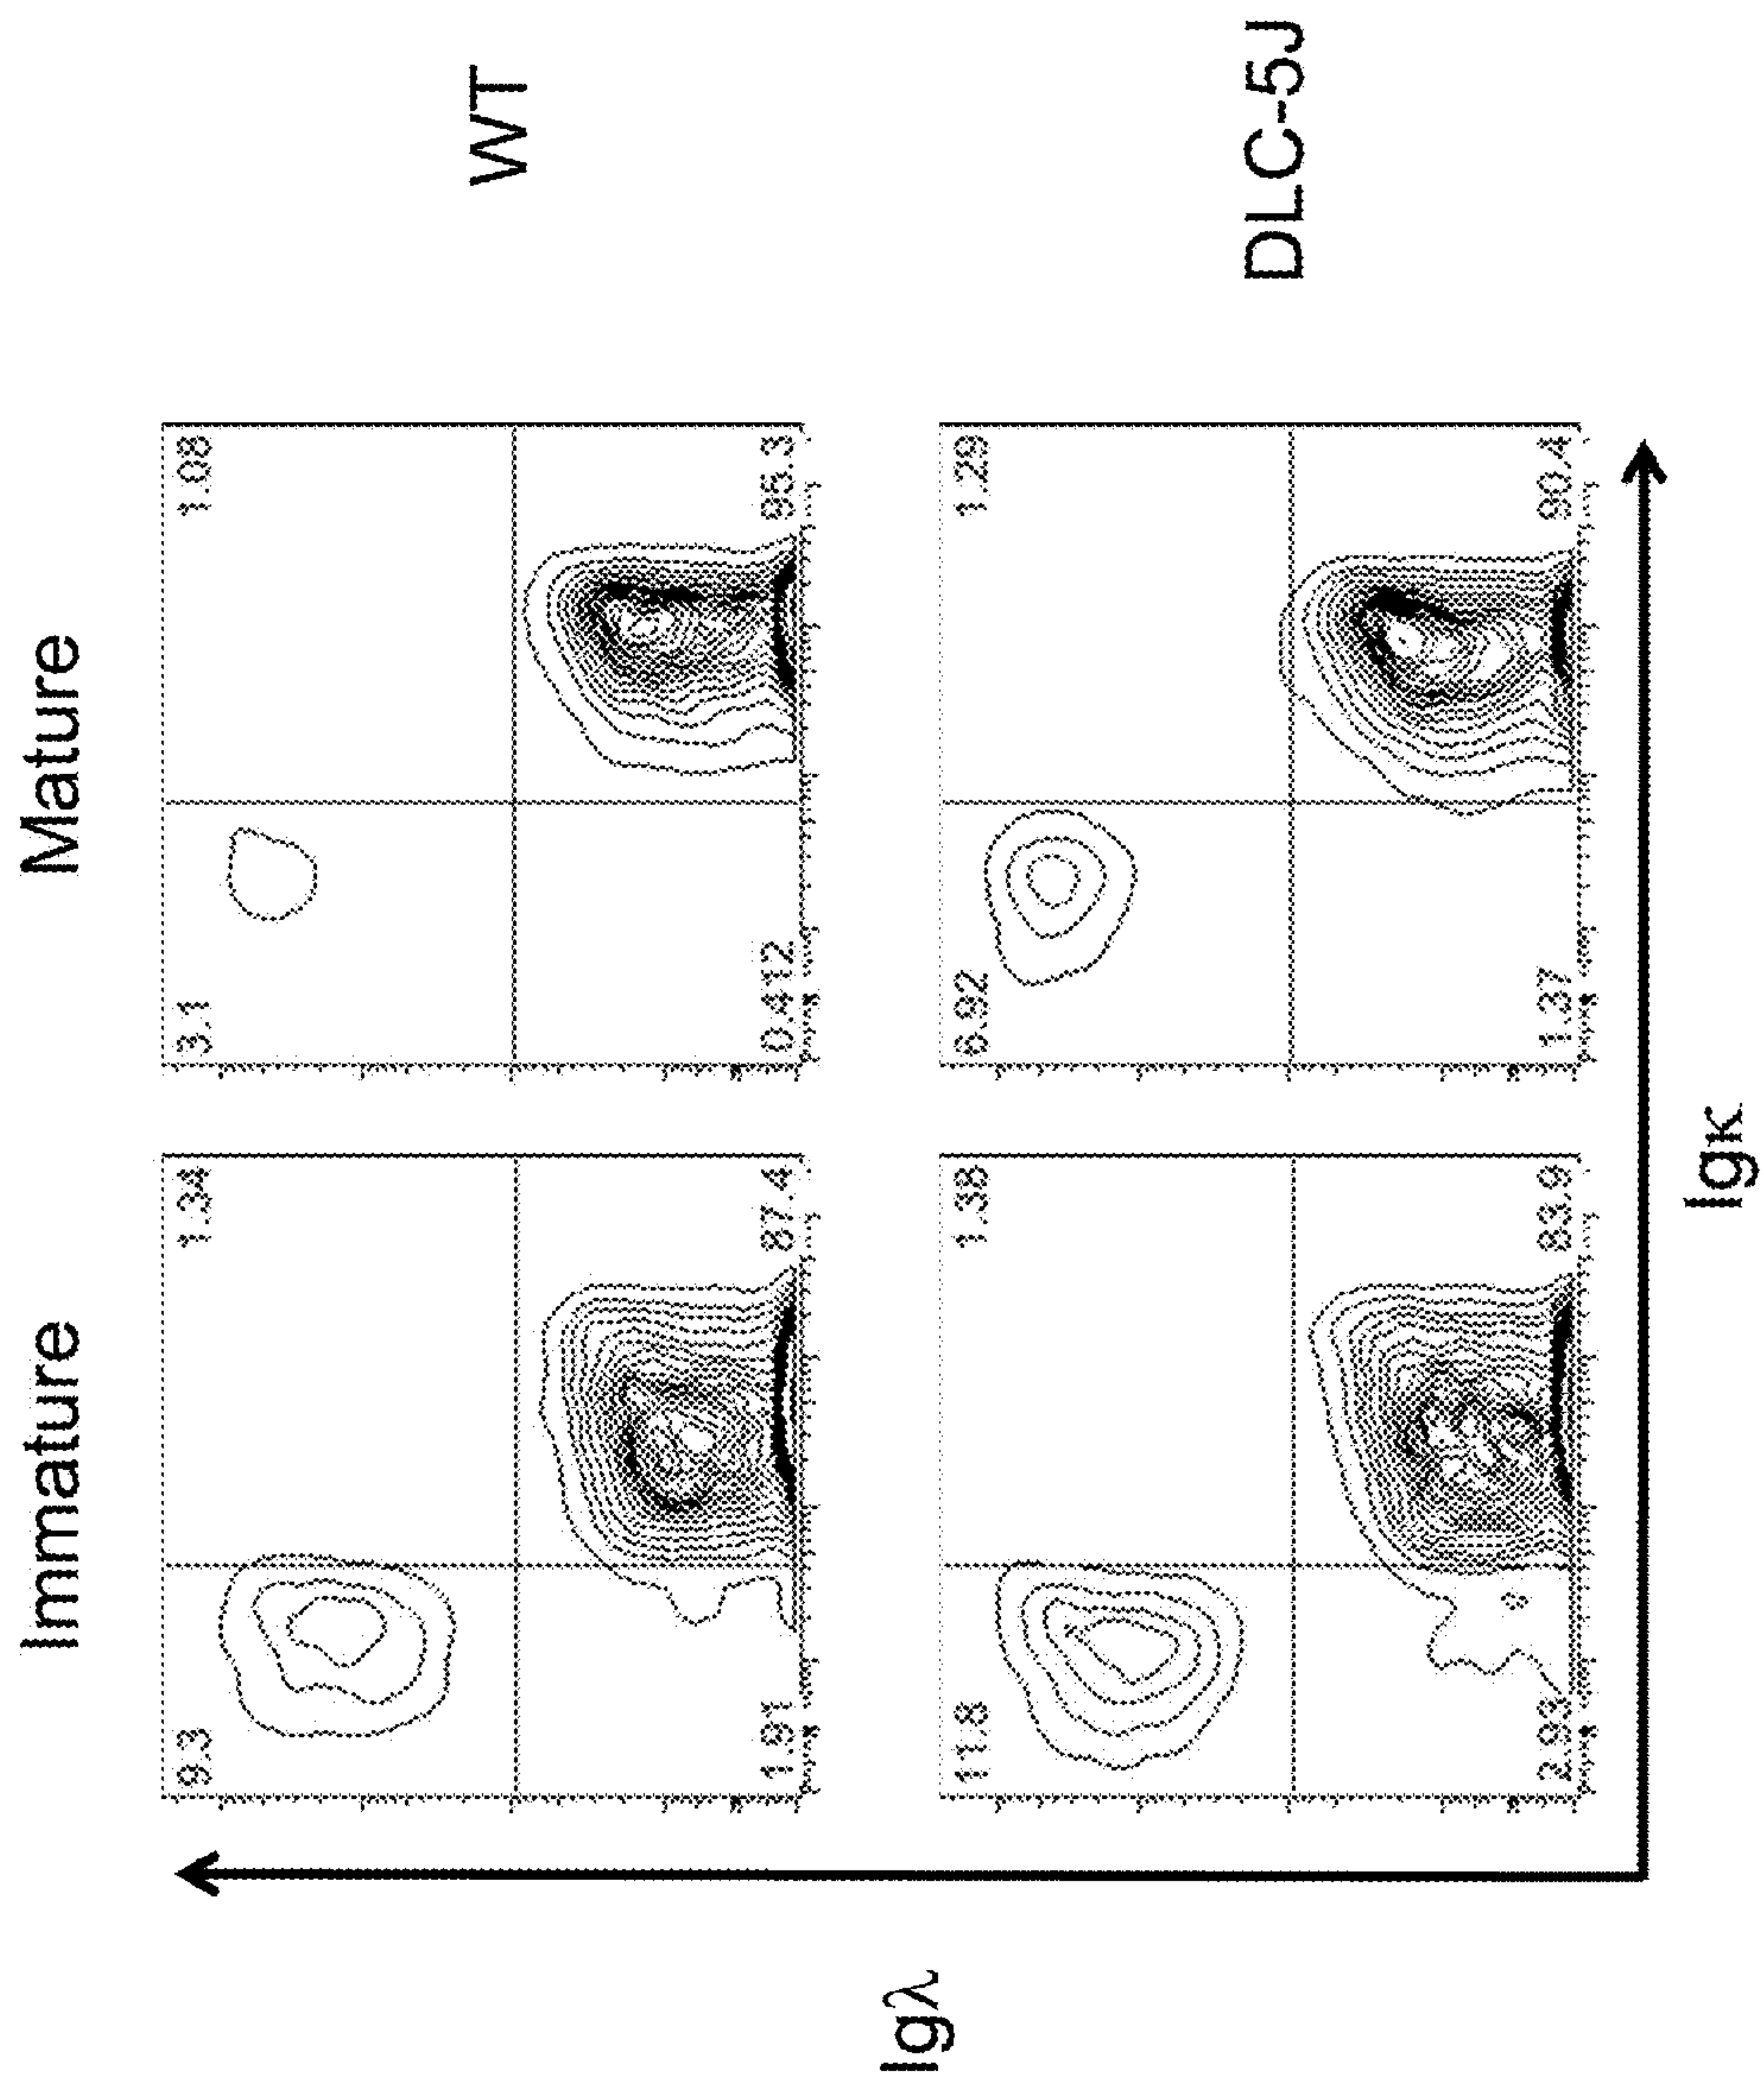 Immature
Mature
9.3
1.34
3.1
1.08
WT
1.91
87.4
0.412
95.3
Igλ
11.8
1.38
6.92
1.29
DLC-5J
2.93
83.9
1.37
90.4
Igκ